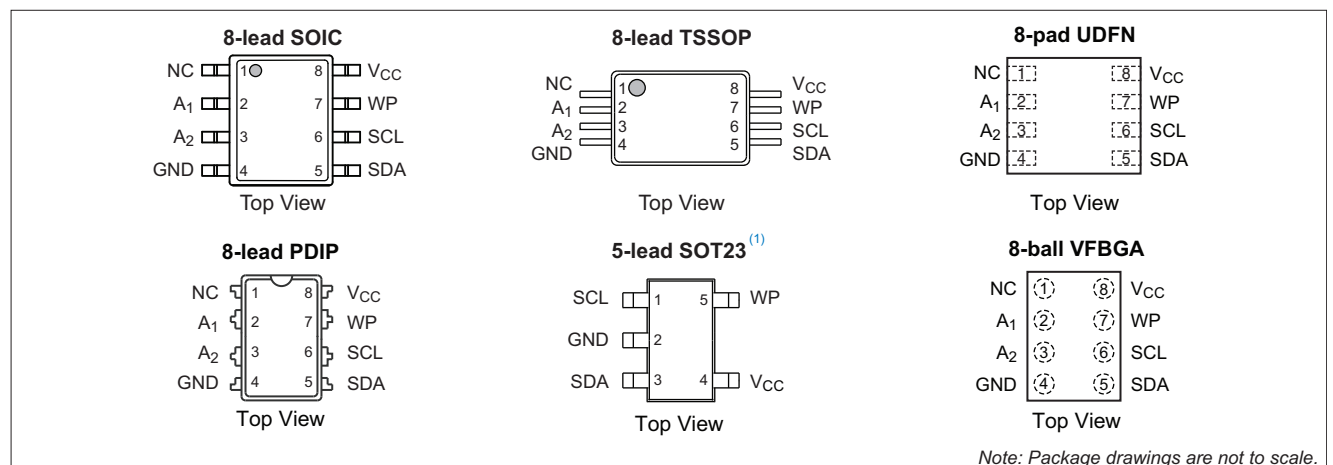 8-lead SOIC
NC 1 8 VCC
A1 2 7 WP
A2 3 6 SCL
GND 4 5 SDA
Top View
8-lead TSSOP
NC 1 8 VCC
A1 2 7 WP
A2 3 6 SCL
GND 4 5 SDA
Top View
8-pad UDFN
NC 1 8 VCC
A1 2 7 WP
A2 3 6 SCL
GND 4 5 SDA
Top View
8-lead PDIP
NC 1 8 VCC
A1 2 7 WP
A2 3 6 SCL
GND 4 5 SDA
Top View
5-lead SOT23 (1)
SCL 1 5 WP
GND 2
SDA 3 4 VCC
Top View
8-ball VFBGA
NC 1 8 VCC
A1 2 7 WP
A2 3 6 SCL
GND 4 5 SDA
Top View
Note: Package drawings are not to scale.